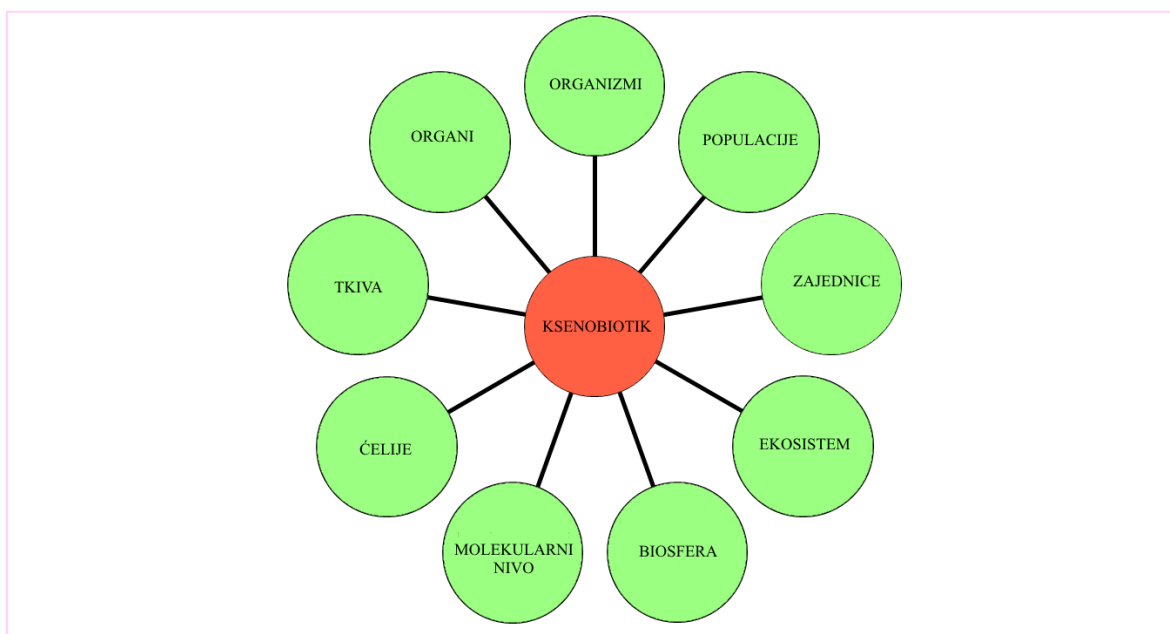 ORGANIZMI
ORGANI
POPULACIJE
TKIVA
ZAJEDNICE
KSENOBIOTIK
ĆELIJE
EKOSISTEM
MOLEKULARNI
NIVO
BIOSFERA